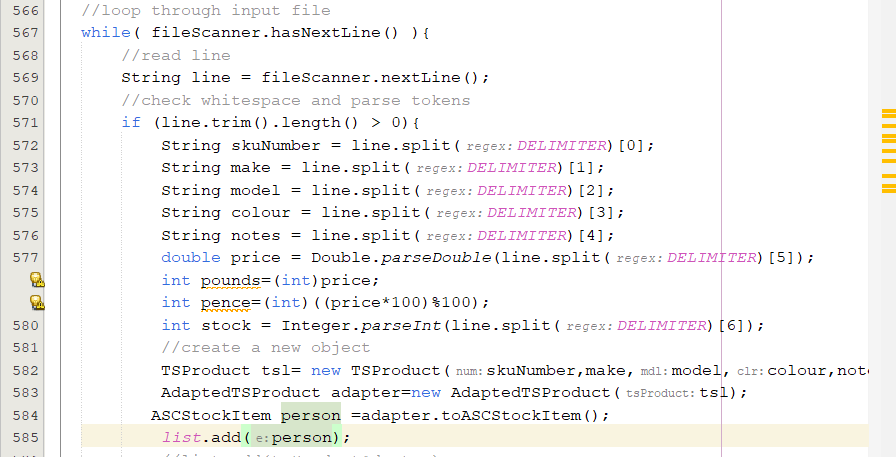 566 //loop through input file
567 while( fileScanner.hasNextLine() ){
568 //read line
569 String line = fileScanner.nextLine();
570 //check whitespace and parse tokens
571 if (line.trim().length() > 0){
572 String skuNumber = line.split( regex: DELIMITER)[0];
573 String make = line.split( regex: DELIMITER)[1];
574 String model = line.split( regex: DELIMITER)[2];
575 String colour = line.split( regex: DELIMITER)[3];
576 String notes = line.split( regex: DELIMITER)[4];
577 double price = Double.parseDouble(line.split( regex: DELIMITER)[5]);
int pounds=(int)price;
int pence=(int)((price*100)%100);
580 int stock = Integer.parseInt(line.split( regex: DELIMITER)[6]);
581 //create a new object
582 TSProduct tsl= new TSProduct( num: skuNumber,make, mdl: model, clr: colour,not
583 AdaptedTSProduct adapter=new AdaptedTSProduct( tsProduct: tsl);
584 ASCStockItem person =adapter.toASCStockItem();
585 list.add( e: person);